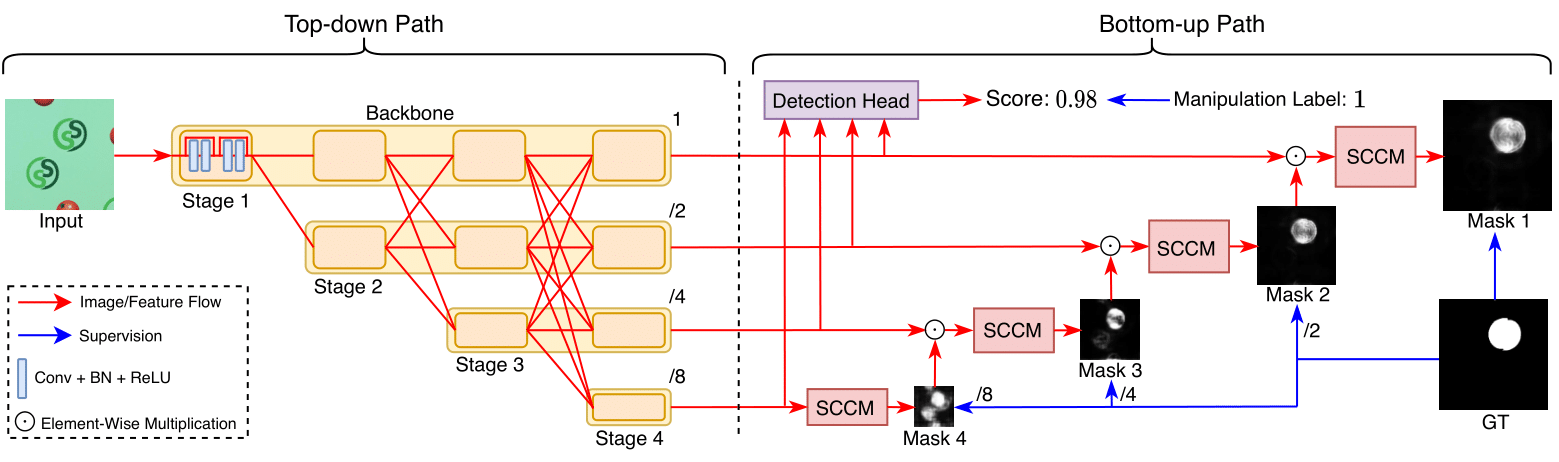 Top-down Path
Bottom-up Path
Input
Backbone
Stage 1
Stage 2
Stage 3
Stage 4
1
/2
/4
/8
Image/Feature Flow
Supervision
Conv + BN + ReLU
Element-Wise Multiplication
Detection Head
Score: 0.98
Manipulation Label: 1
SCCM
Mask 1
SCCM
Mask 2
SCCM
Mask 3
SCCM
Mask 4
/8
/4
/2
GT